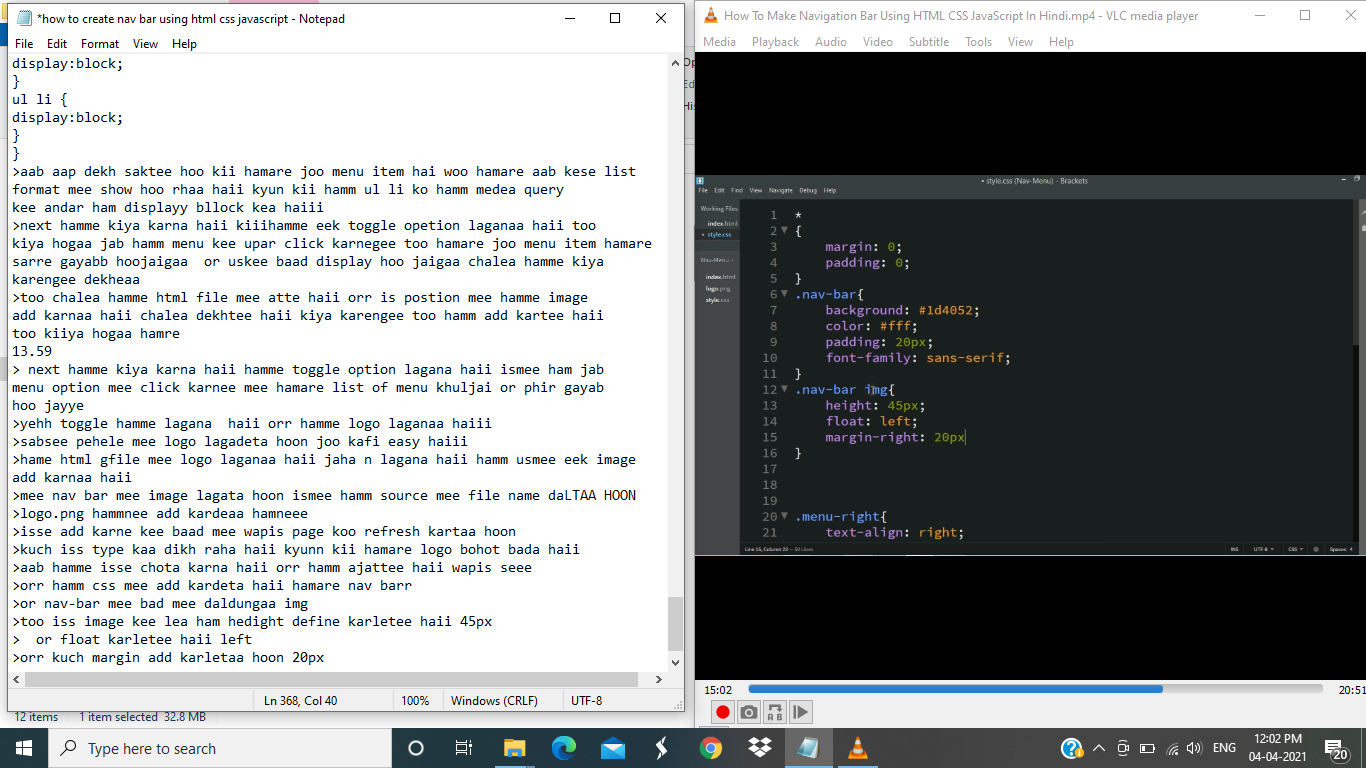 *how to create nav bar using html css javascript - Notepad
File Edit Format View Help
display:block;
}
ul li {
display:block;
}
}
>aab aap dekh saktee hoo kii hamare joo menu item hai woo hamare aab kese list
format mee show hoo rhaa haii kyun kii hamm ul li ko hamm medea query
kee andar ham displayy bllock kea haiii
>next hamme kiya karna haii kiiihamme eek toggle opetion laganaa haii too
kiya hogaa jab hamm menu kee upar click karnegee too hamare joo menu item hamare
sarre gayabb hoojaigaa  or uskee baad display hoo jaigaa chalea hamme kiya
karengee dekheaa
>too chalea hamme html file mee atte haii orr is postion mee hamme image
add karnaa haii chalea dekhtee haii kiya karengee too hamm add kartee haii
too kiiya hogaa hamre
13.59
> next hamme kiya karna haii hamme toggle option lagana haii ismee ham jab
menu option mee click karnee mee hamare list of menu khuljai or phir gayab
hoo jayye
>yehh toggle hamme lagana  haii orr hamme logo laganaa haiii
>sabsee pehele mee logo lagadeta hoon joo kafi easy haiii
>hame html gfile mee logo laganaa haii jaha n lagana haii hamm usmee eek image
add karnaa haii
>mee nav bar mee image lagata hoon ismee hamm source mee file name daLTAA HOON
>logo.png hammnee add kardeaa hamneee
>isse add karne kee baad mee wapis page koo refresh kartaa hoon
>kuch iss type kaa dikh raha haii kyunn kii hamare logo bohot bada haii
>aab hamme isse chota karna haii orr hamm ajattee haii wapis seee
>orr hamm css mee add kardeta haii hamare nav barr
>or nav-bar mee bad mee daldungaa img
>too iss image kee lea ham hedight define karletee haii 45px
>  or float karletee haii left
>orr kuch margin add karletaa hoon 20px
Ln 368, Col 40 100% Windows (CRLF) UTF-8
12 items 1 item selected 32.8 MB
Op
Ed
His
How To Make Navigation Bar Using HTML CSS JavaScript In Hindi.mp4 - VLC media player
Media Playback Audio Video Subtitle Tools View Help
• style.css (Nav-Menu) - Brackets
File Edit Find View Navigate Debug Help
Working Files
index.html
• style.css
Nav-Menu
index.html
logo.png
style.css
1 *
2 {
3 margin: 0;
4 padding: 0;
5 }
6 .nav-bar{
7 background: #1d4052;
8 color: #fff;
9 padding: 20px;
10 font-family: sans-serif;
11 }
12 .nav-bar img{
13 height: 45px;
14 float: left;
15 margin-right: 20px
16 }
17
18
19
20 .menu-right{
21 text-align: right;
Line 15, Column 23 — 50 Lines INS UTF-8 CSS Spaces: 4
15:02 20:51
A B
Type here to search
ENG
12:02 PM
04-04-2021
20